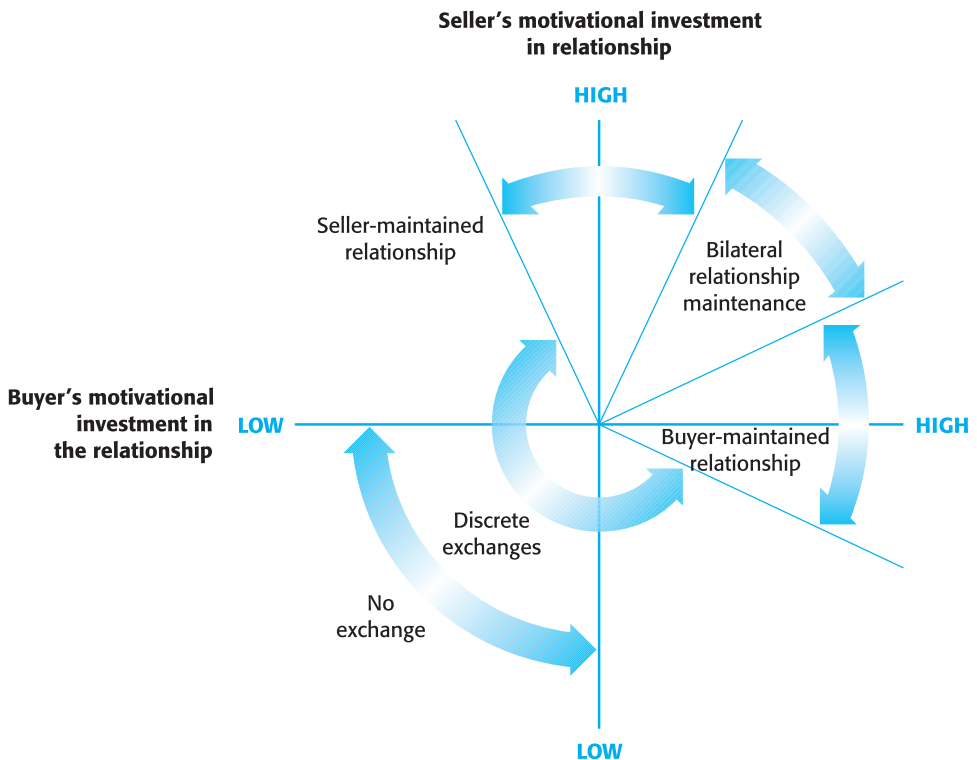 Seller’s motivational investment
in relationship
HIGH
Seller-maintained
relationship
Bilateral
relationship
maintenance
Buyer’s motivational
investment in
the relationship
LOW
HIGH
Buyer-maintained
relationship
Discrete
exchanges
No
exchange
LOW